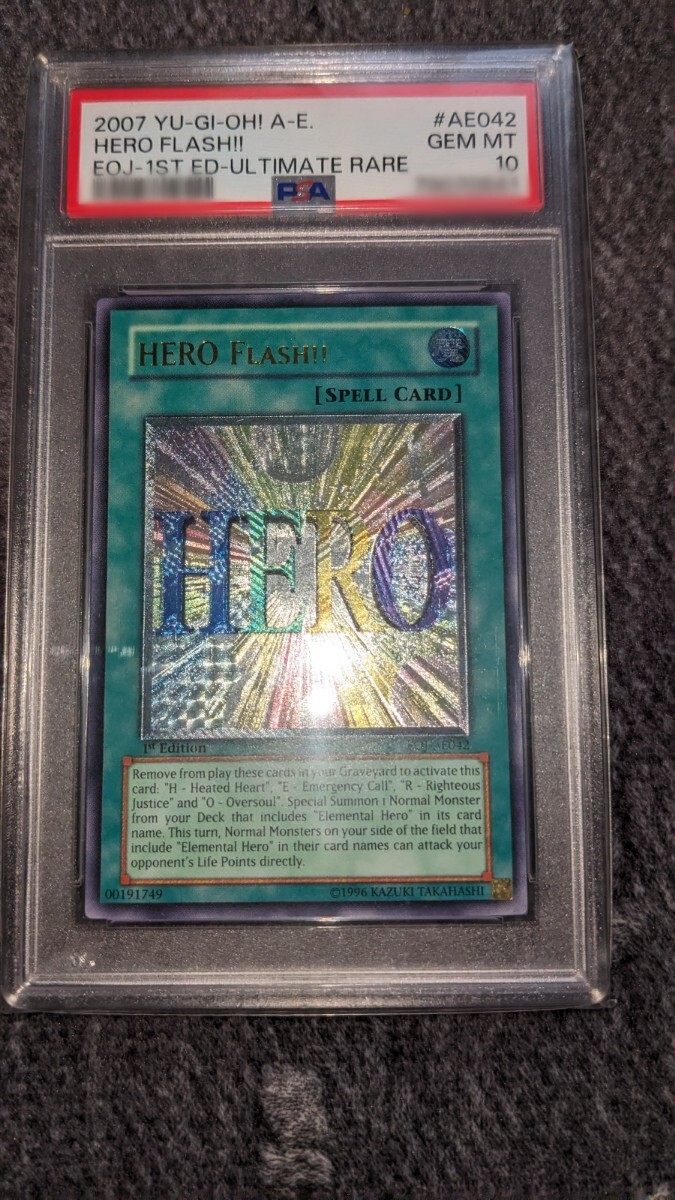 2007 YU-GI-OH! A-E. #AE042
HERO FLASH!! GEM MT
EOJ-1ST ED-ULTIMATE RARE 10
PSA
HERO FLASH!!
[SPELL CARD]
HERO
1st Edition
Remove from play these cards in your Graveyard to activate this
card: "H - Heated Heart", "E - Emergency Call", "R - Righteous
Justice" and "O - Oversoul". Special Summon 1 Normal Monster
from your Deck that includes "Elemental Hero" in its card
name. This turn, Normal Monsters on your side of the field that
include "Elemental Hero" in their card names can attack your
opponent's Life Points directly.
00191749 ©1996 KAZUKI TAKAHASHI